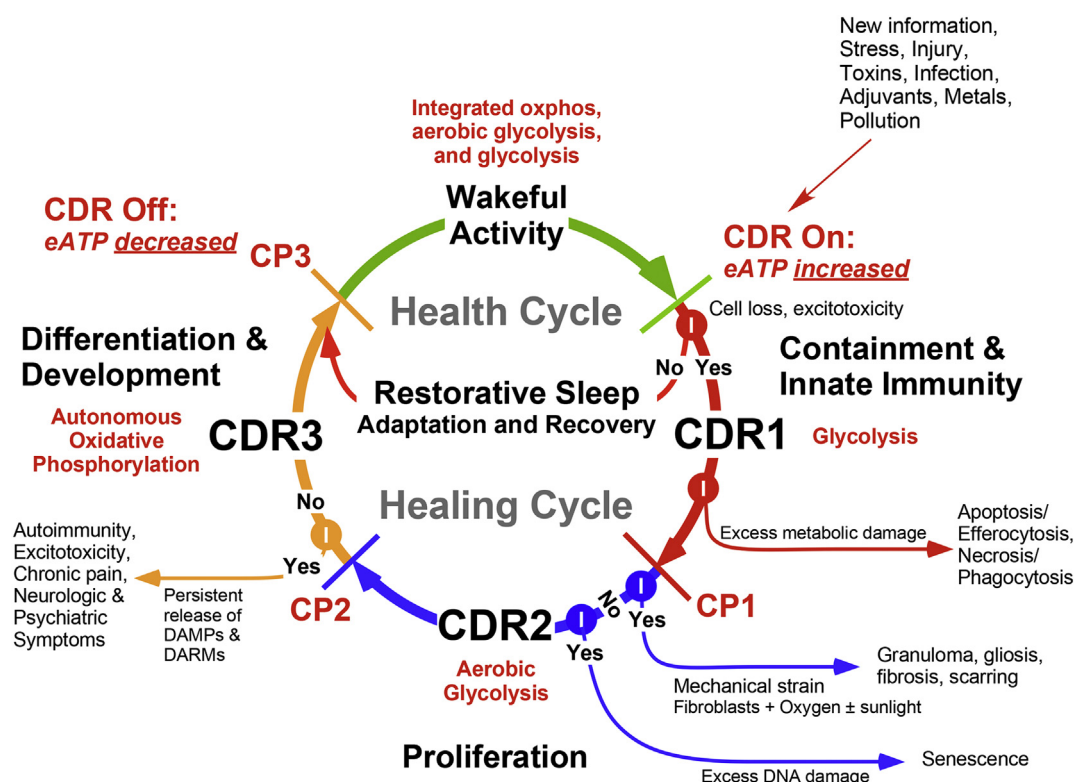 New information,
Stress, Injury,
Toxins, Infection,
Adjuvants, Metals,
Pollution
Integrated oxphos,
aerobic glycolysis,
and glycolysis
Wakeful
Activity
CDR Off:
eATP decreased
CP3
CDR On:
eATP increased
Health Cycle
Cell loss, excitotoxicity
I
No Yes
Differentiation &
Development
Containment &
Innate Immunity
Restorative Sleep
Adaptation and Recovery
Autonomous
Oxidative
Phosphorylation
CDR3
CDR1
Glycolysis
Healing Cycle
I
No
I
Yes
Excess metabolic damage
Apoptosis/
Efferocytosis,
Necrosis/
Phagocytosis
Autoimmunity,
Excitotoxicity,
Chronic pain,
Neurologic &
Psychiatric
Symptoms
Persistent
release of
DAMPs &
DARMs
CP2
CP1
I
No
Yes
I
Yes
CDR2
Aerobic
Glycolysis
Mechanical strain
Fibroblasts + Oxygen ± sunlight
Granuloma, gliosis,
fibrosis, scarring
Proliferation
Excess DNA damage
Senescence